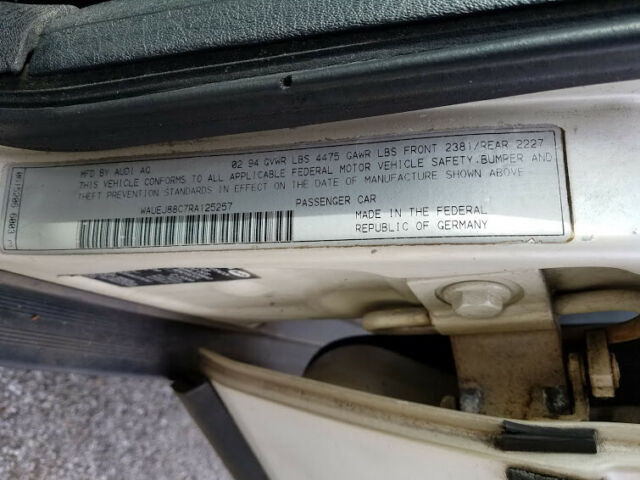 MFD BY AUDI AG 02 94 GVWR LBS 4475 GAWR LBS FRONT 2381/REAR 2227
THIS VEHICLE CONFORMS TO ALL APPLICABLE FEDERAL MOTOR VEHICLE SAFETY, BUMPER AND
THEFT PREVENTION STANDARDS IN EFFECT ON THE DATE OF MANUFACTURE SHOWN ABOVE
WAUEJ88C7RA125257 PASSENGER CAR
MADE IN THE FEDERAL
REPUBLIC OF GERMANY